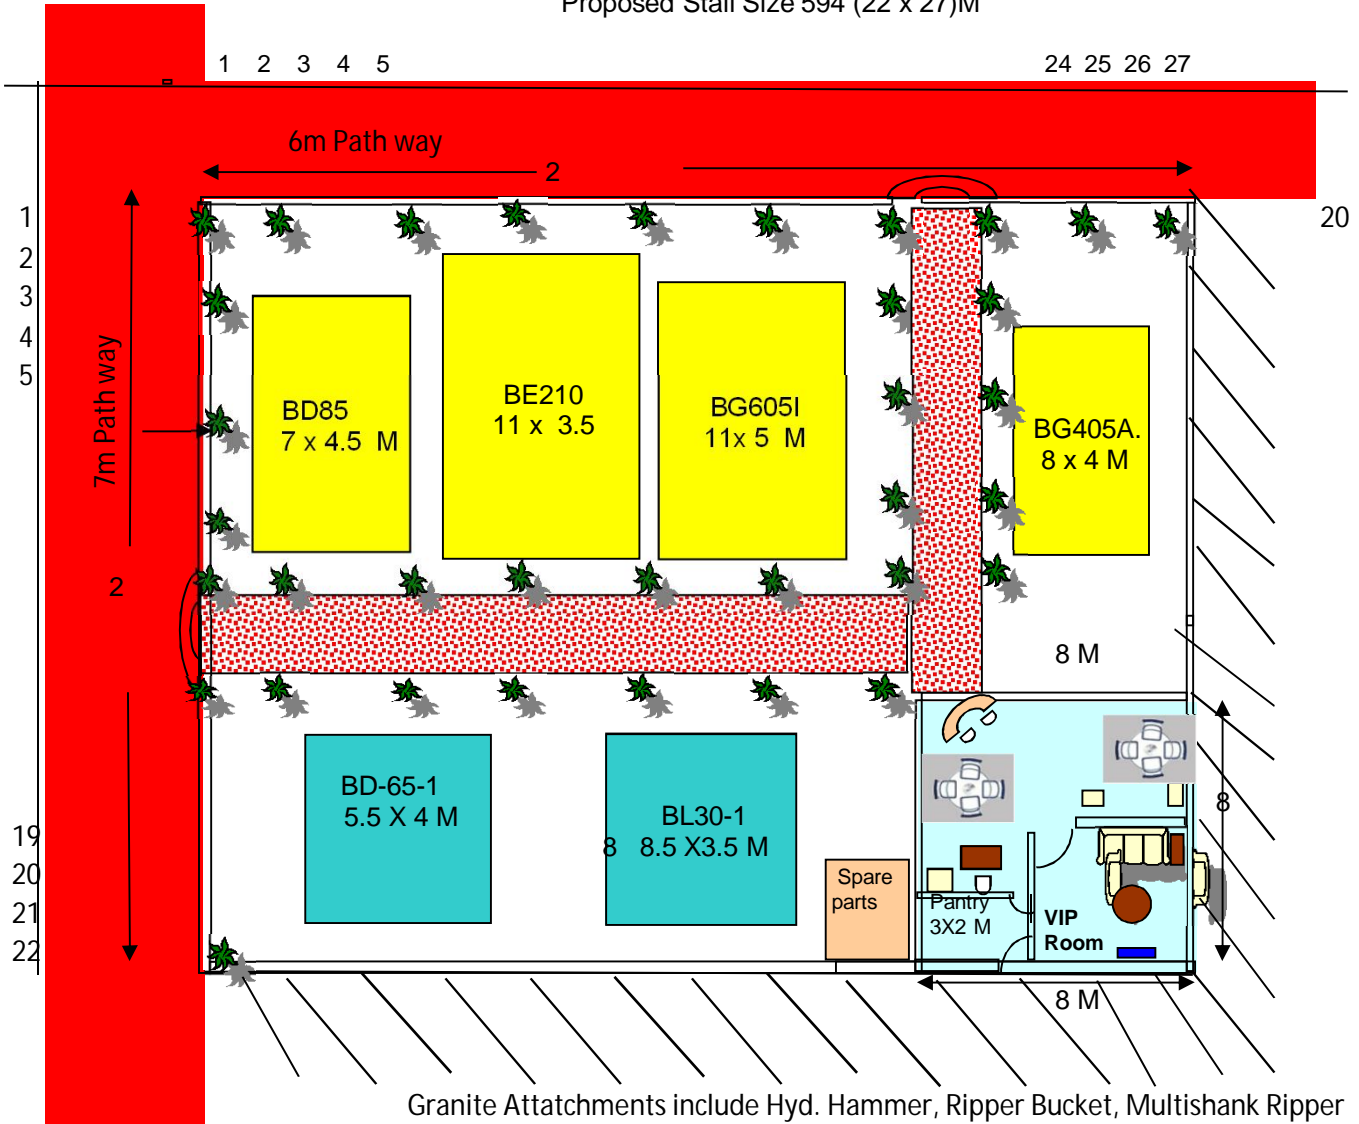 Proposed Stall Size 594 (22 x 27)M
1 2 3 4 5 24 25 26 27
6m Path way
2
1
20
2
3
4
5
7m Path way
BD85
7 x 4.5 M
BE210
11 x 3.5
BG605I
11x 5 M
BG405A.
8 x 4 M
2
8 M
BD-65-1
5.5 X 4 M
BL30-1
8 8.5 X3.5 M
8
19
20
21
22
Spare
parts
Pantry
3X2 M
VIP
Room
8 M
Granite Attatchments include Hyd. Hammer, Ripper Bucket, Multishank Ripper